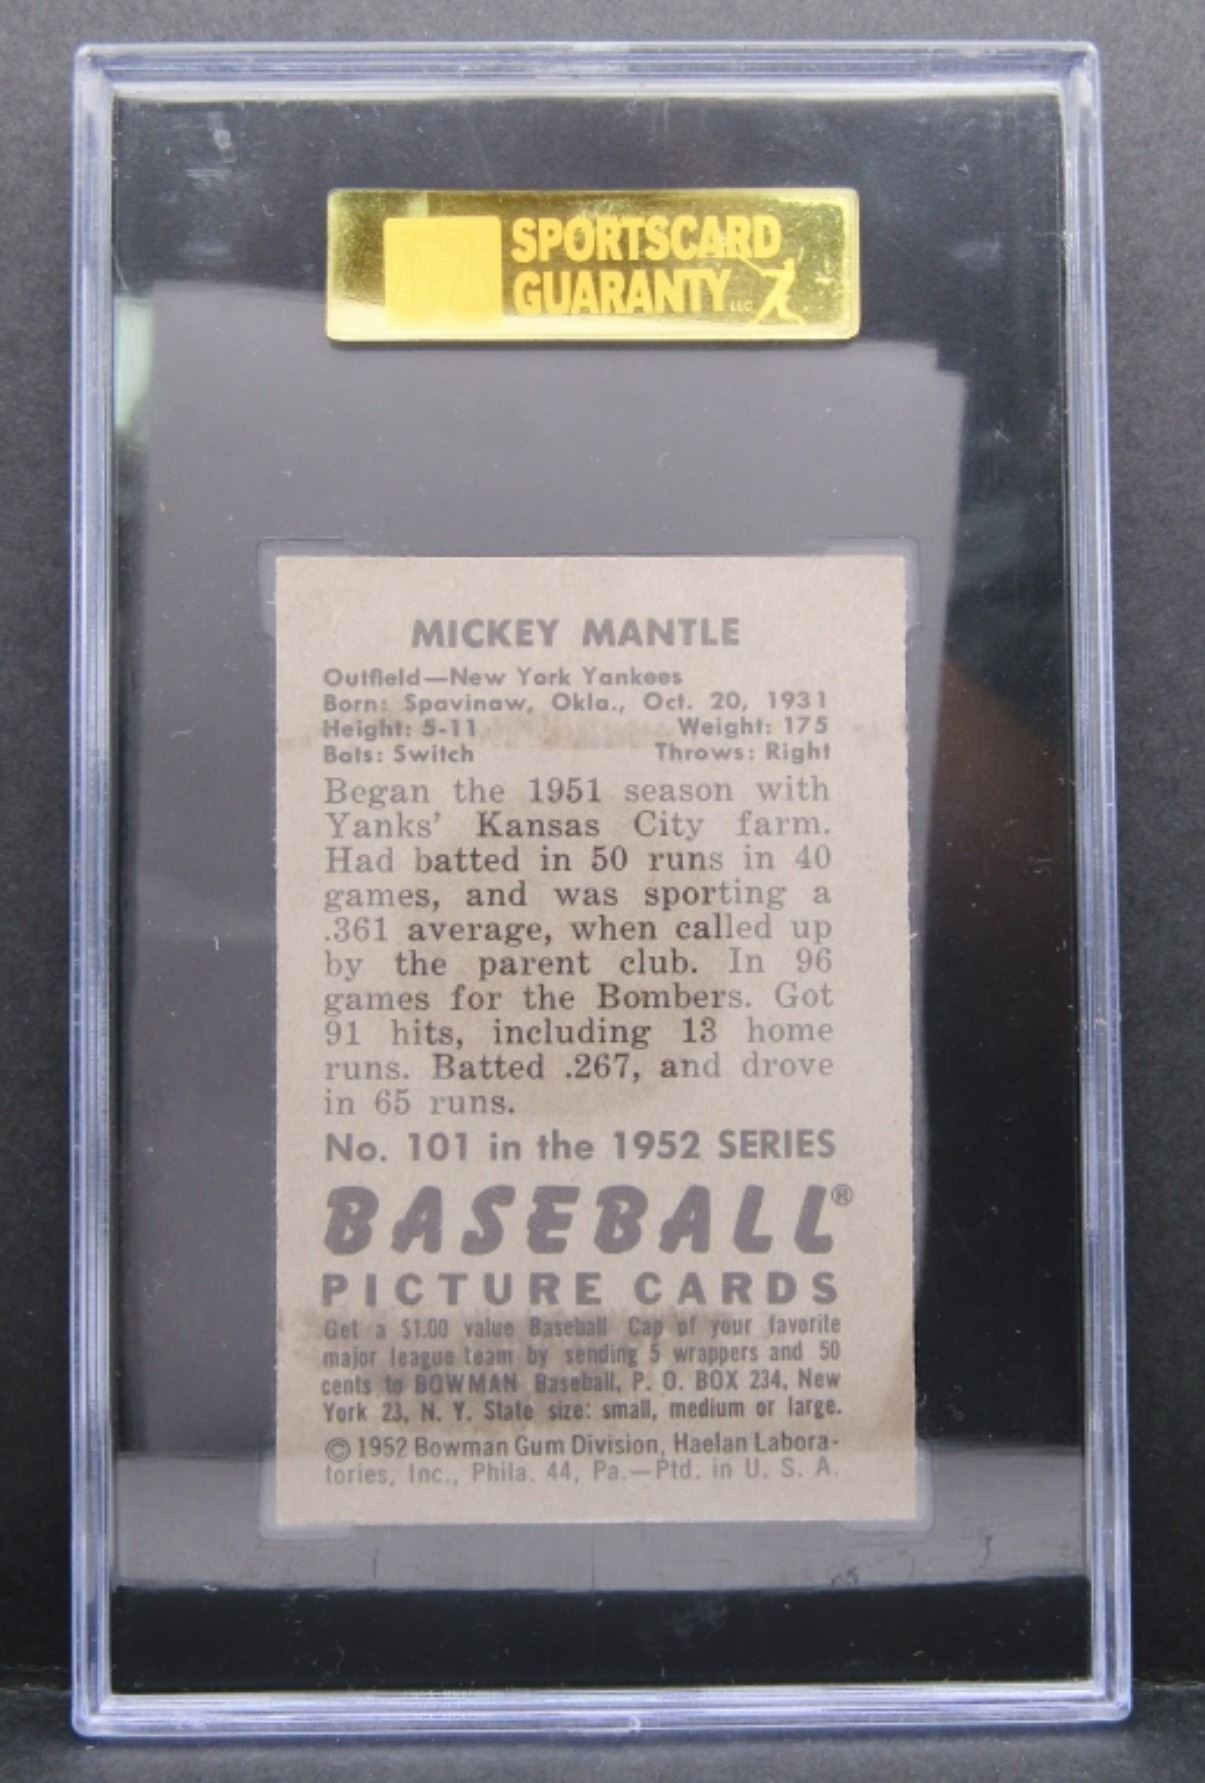 SPORTSCARD
GUARANTY LLC
MICKEY MANTLE
Outfield—New York Yankees
Born: Spavinaw, Okla., Oct. 20, 1931
Height: 5-11 Weight: 175
Bats: Switch Throws: Right
Began the 1951 season with
Yanks' Kansas City farm.
Had batted in 50 runs in 40
games, and was sporting a
.361 average, when called up
by the parent club. In 96
games for the Bombers. Got
91 hits, including 13 home
runs. Batted .267, and drove
in 65 runs.
No. 101 in the 1952 SERIES
BASEBALL®
PICTURE CARDS
Get a $1.00 value Baseball Cap of your favorite
major league team by sending 5 wrappers and 50
cents to BOWMAN Baseball, P. O. BOX 234, New
York 23, N. Y. State size: small, medium or large.
© 1952 Bowman Gum Division, Haelan Labora-
tories, Inc., Phila. 44, Pa.—Ptd. in U. S. A.